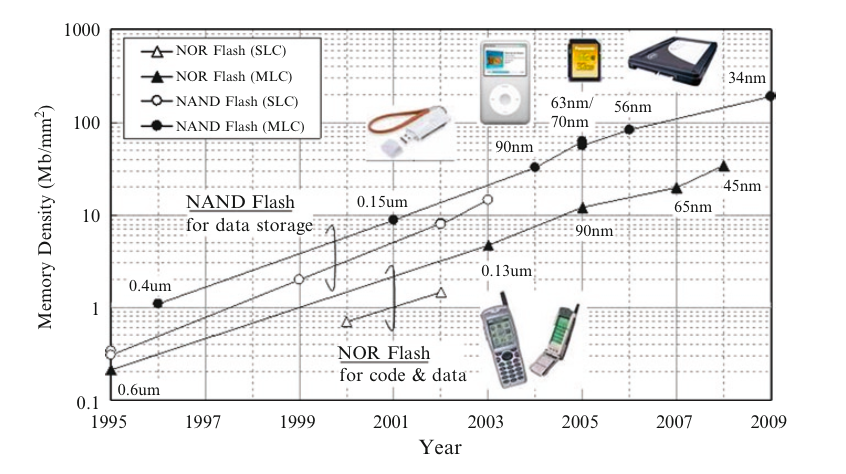 1000
100
10
1
0.1
Memory Density (Mb/mm²)
NOR Flash (SLC)
NOR Flash (MLC)
NAND Flash (SLC)
NAND Flash (MLC)
34nm
63nm/
70nm
56nm
90nm
NAND Flash
for data storage
0.15um
45nm
65nm
90nm
0.4um
0.13um
NOR Flash
for code & data
0.6um
1995
1997
1999
2001
2003
2005
2007
2009
Year